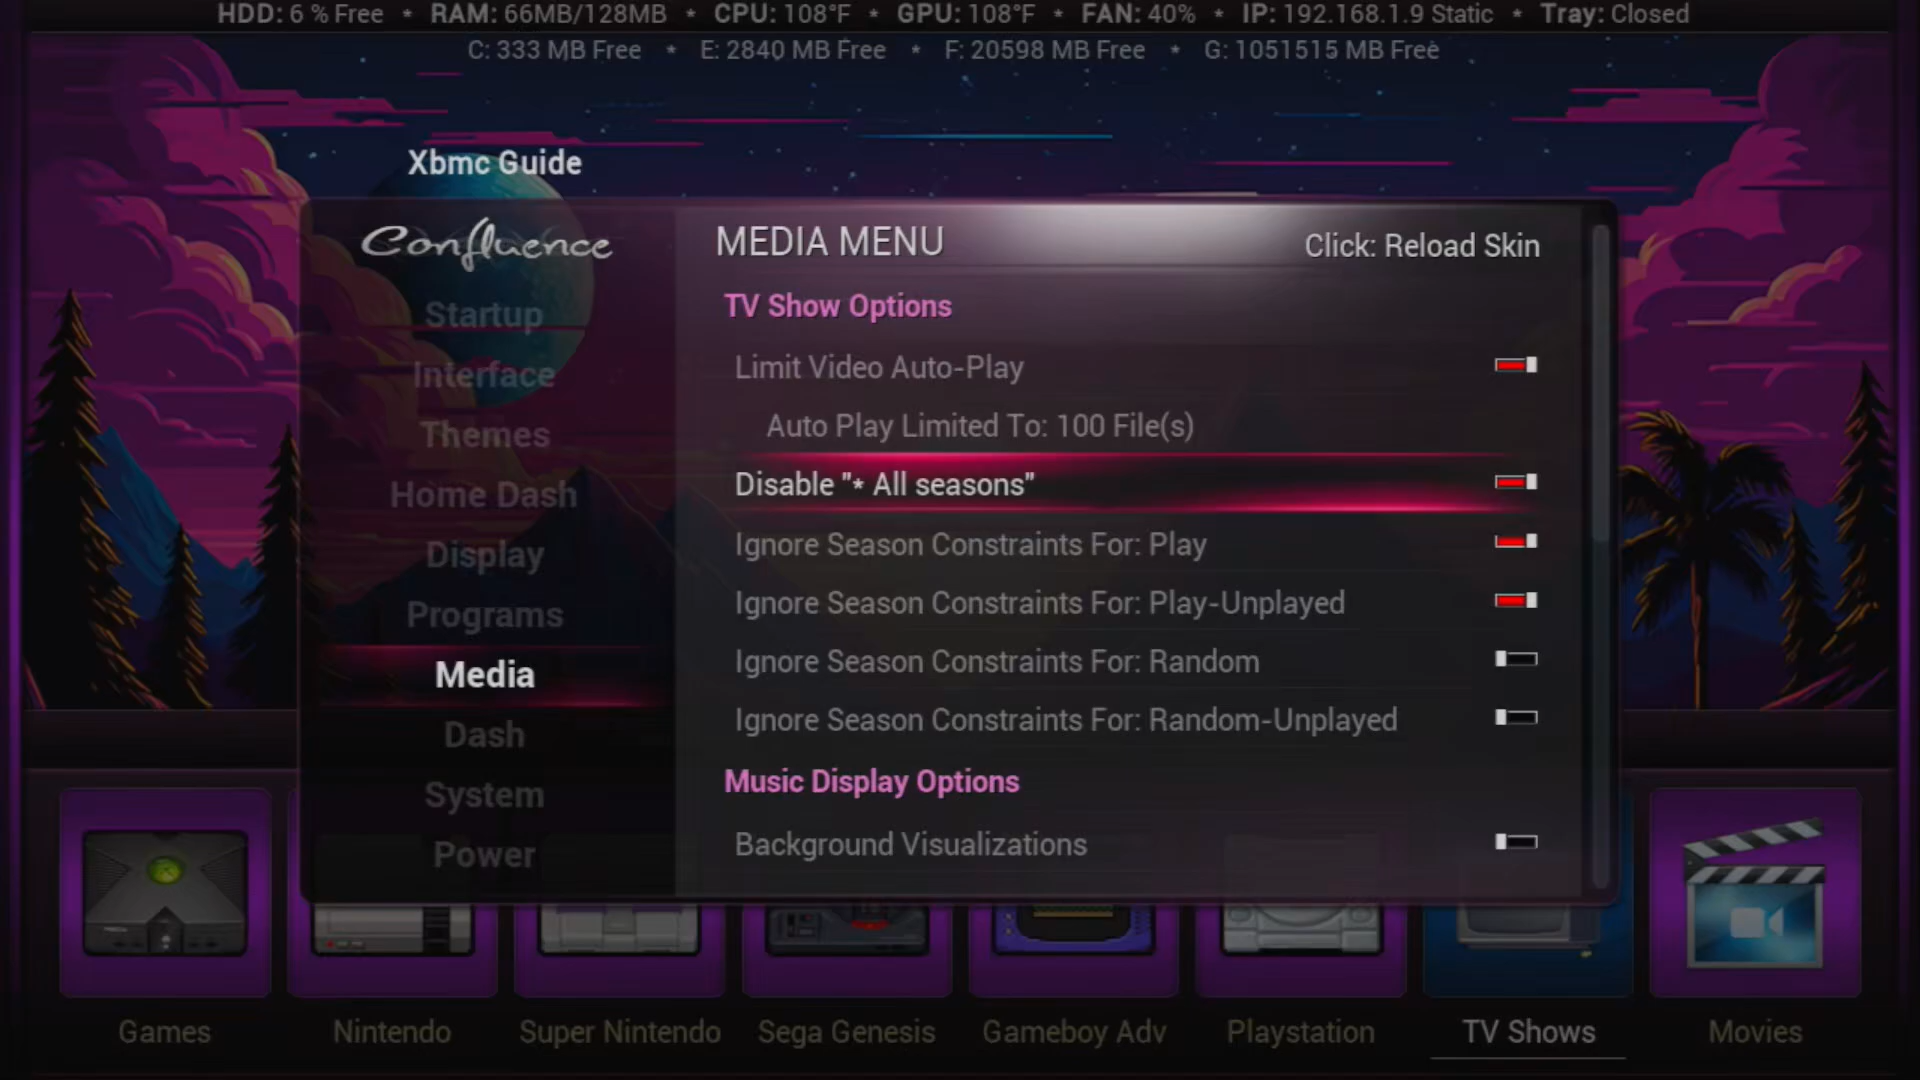 HDD: 6 % Free * RAM: 66MB/128MB * CPU: 108°F * GPU: 108°F * FAN: 40% * IP: 192.168.1.9 Static * Tray: Closed
C: 333 MB Free * E: 2840 MB Free * F: 20598 MB Free * G: 1051515 MB Free
Xbmc Guide
Confluence
Startup
Interface
Themes
Home Dash
Display
Programs
Media
Dash
System
Power
MEDIA MENU
Click: Reload Skin
TV Show Options
Limit Video Auto-Play
Auto Play Limited To: 100 File(s)
Disable "* All seasons"
Ignore Season Constraints For: Play
Ignore Season Constraints For: Play-Unplayed
Ignore Season Constraints For: Random
Ignore Season Constraints For: Random-Unplayed
Music Display Options
Background Visualizations
Games
Nintendo
Super Nintendo
Sega Genesis
Gameboy Adv
Playstation
TV Shows
Movies